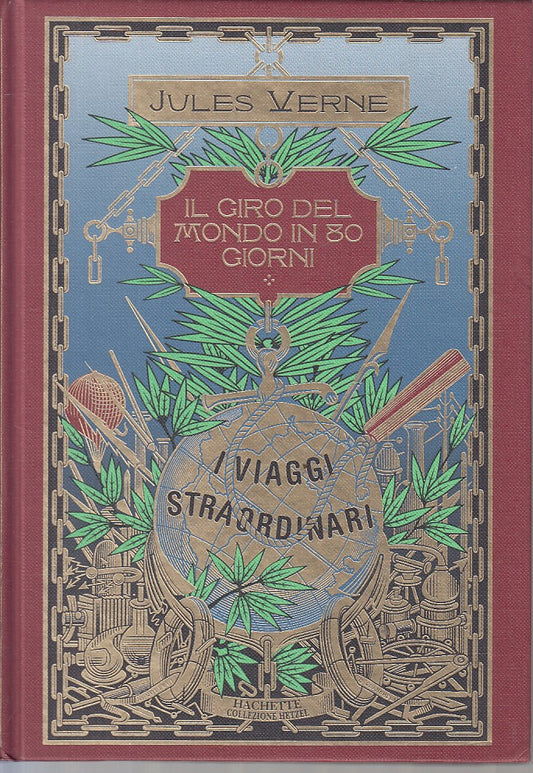 JULES VERNE
IL GIRO DEL
MONDO IN 80
GIORNI
I VIAGGI
STRAORDINARI
HACHETTE
COLLEZIONE HETZEL